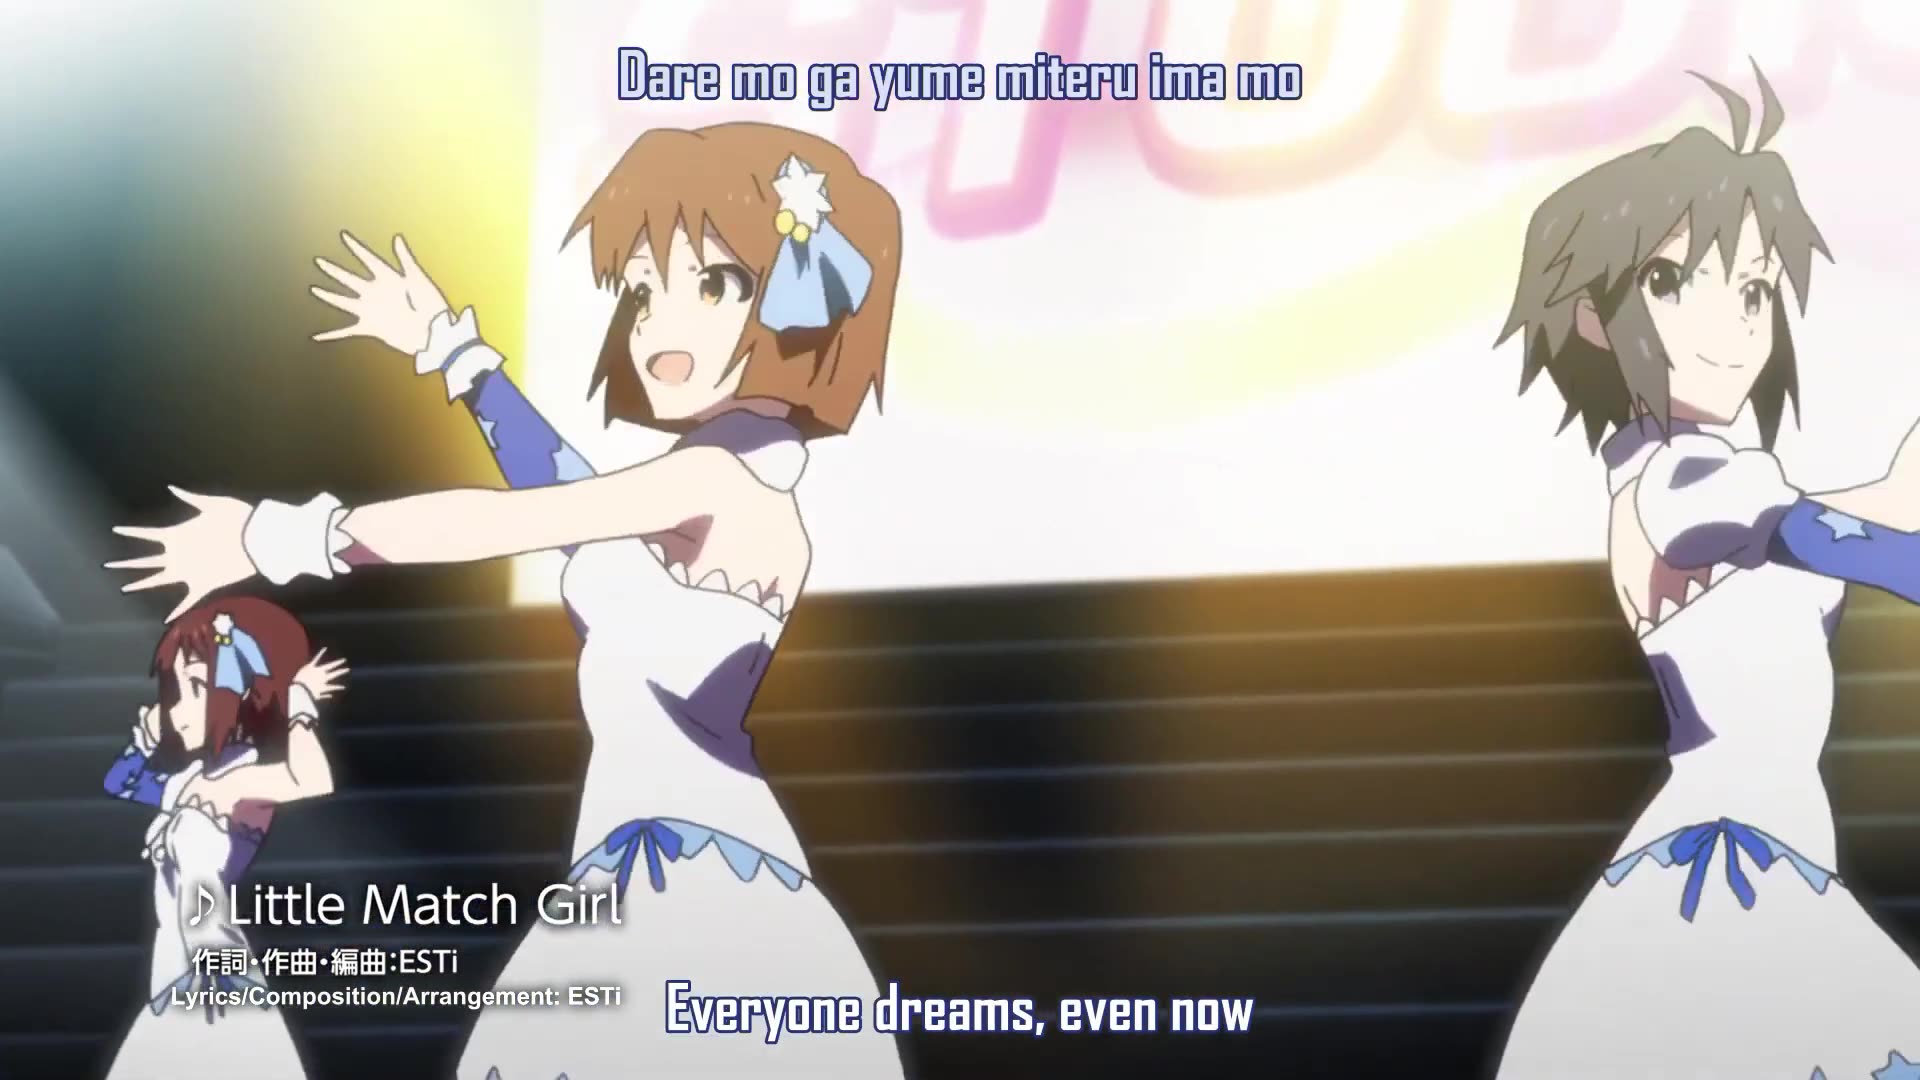 Dare mo ga yume miteru ima mo
♪Little Match Girl
作詞・作曲・編曲:ESTi
Lyrics/Composition/Arrangement: ESTi
Everyone dreams, even now